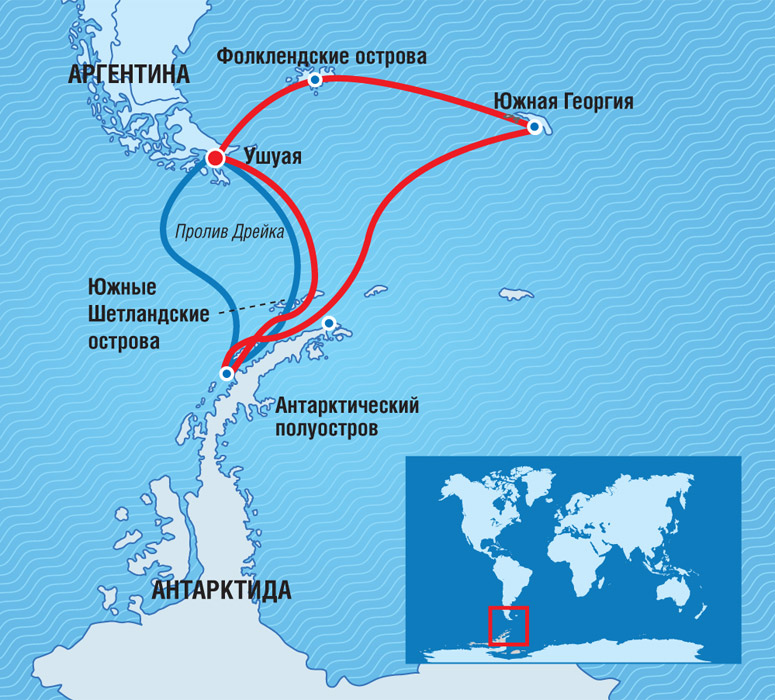 Фолклендские острова
АРГЕНТИНА
Южная Георгия
Ушуая
Пролив Дрейка
Южные
Шетландские
острова
Антарктический
полуостров
АНТАРКТИДА